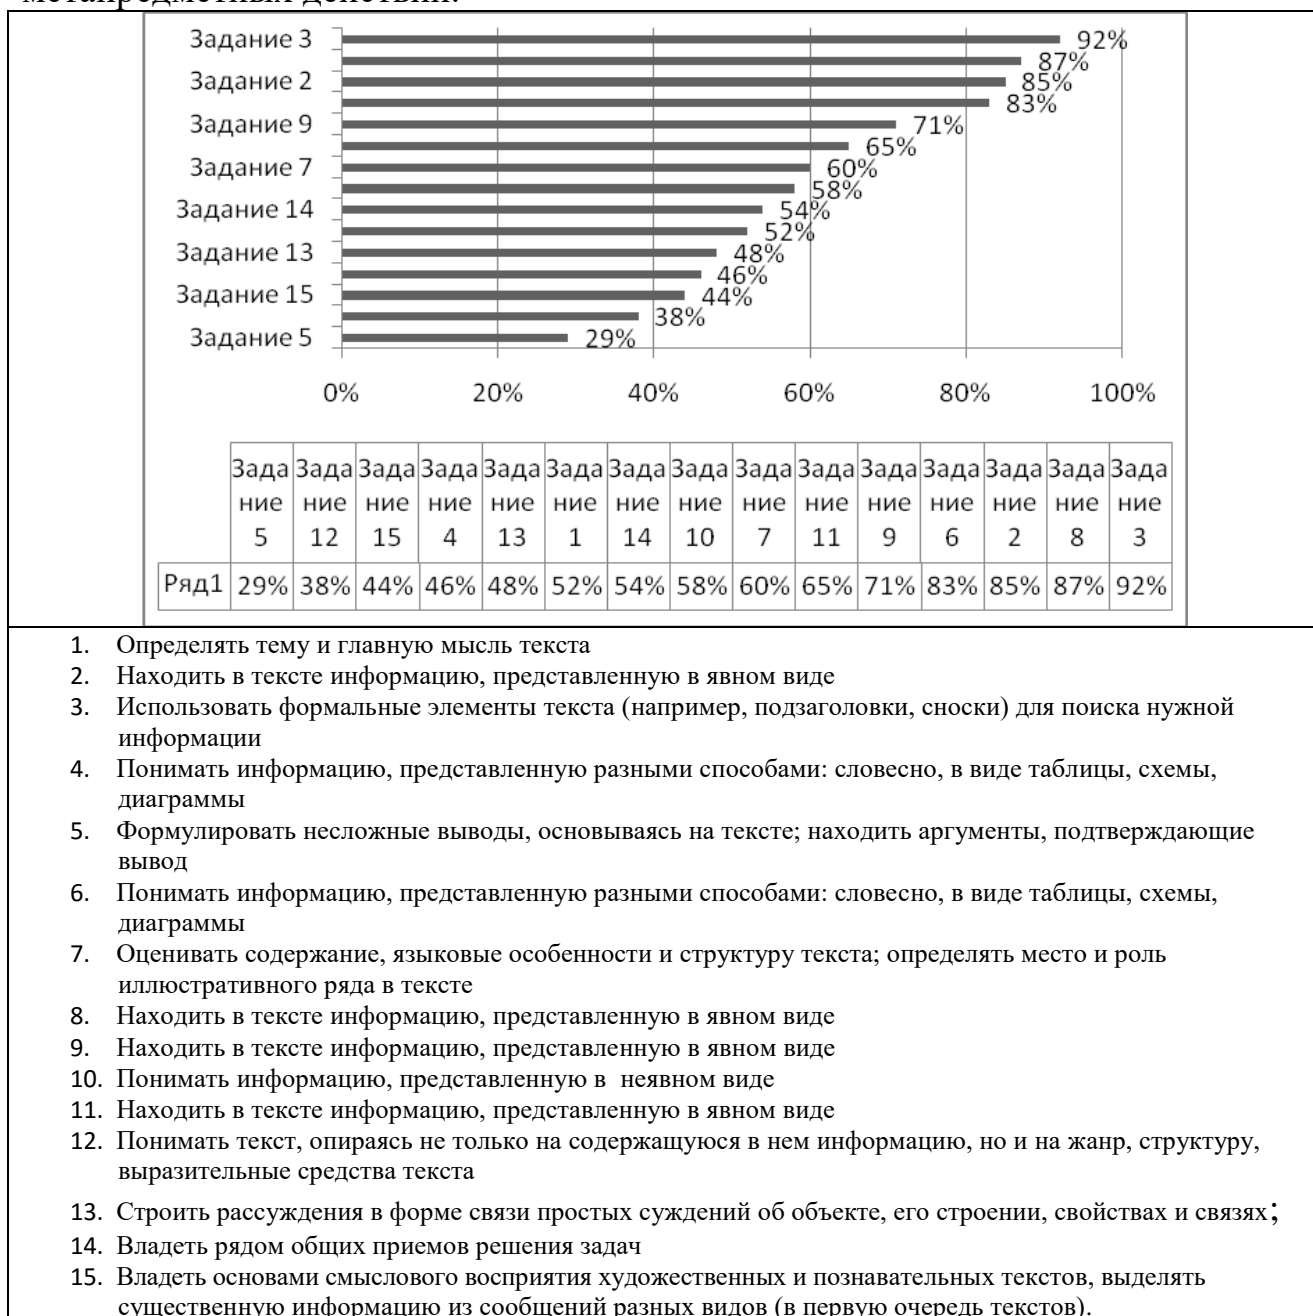 метапредметных действий.
Задание 3
92%
87%
Задание 2
85%
83%
Задание 9
71%
65%
Задание 7
60%
58%
Задание 14
54%
52%
Задание 13
48%
46%
Задание 15
44%
38%
Задание 5
29%
0% 20% 40% 60% 80% 100%
Зада Зада Зада Зада Зада Зада Зада Зада Зада Зада Зада Зада Зада Зада Зада
ние ние ние ние ние ние ние ние ние ние ние ние ние ние ние
5 12 15 4 13 1 14 10 7 11 9 6 2 8 3
Ряд1 29% 38% 44% 46% 48% 52% 54% 58% 60% 65% 71% 83% 85% 87% 92%
1. Определять тему и главную мысль текста
2. Находить в тексте информацию, представленную в явном виде
3. Использовать формальные элементы текста (например, подзаголовки, сноски) для поиска нужной
информации
4. Понимать информацию, представленную разными способами: словесно, в виде таблицы, схемы,
диаграммы
5. Формулировать несложные выводы, основываясь на тексте; находить аргументы, подтверждающие
вывод
6. Понимать информацию, представленную разными способами: словесно, в виде таблицы, схемы,
диаграммы
7. Оценивать содержание, языковые особенности и структуру текста; определять место и роль
иллюстративного ряда в тексте
8. Находить в тексте информацию, представленную в явном виде
9. Находить в тексте информацию, представленную в явном виде
10. Понимать информацию, представленную в неявном виде
11. Находить в тексте информацию, представленную в явном виде
12. Понимать текст, опираясь не только на содержащуюся в нем информацию, но и на жанр, структуру,
выразительные средства текста
13. Строить рассуждения в форме связи простых суждений об объекте, его строении, свойствах и связях;
14. Владеть рядом общих приемов решения задач
15. Владеть основами смыслового восприятия художественных и познавательных текстов, выделять
существенную информацию из сообщений разных видов (в первую очередь текстов).